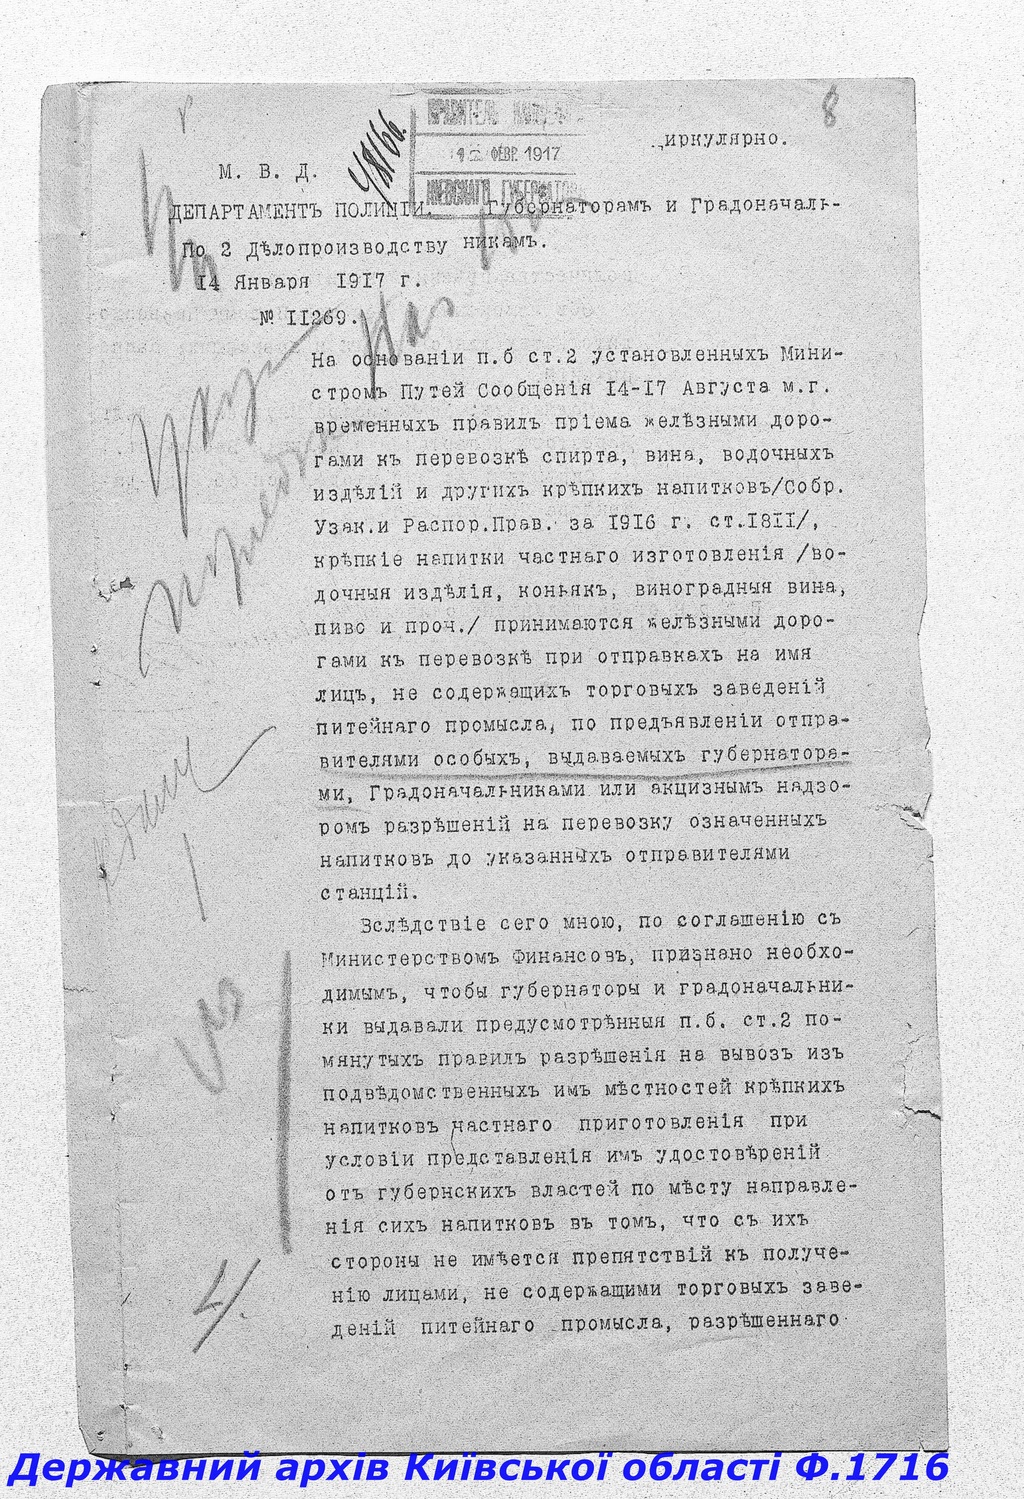 8
Циркулярно.
М. В. Д.
12 ФЕВР 1917
ДЕПАРТАМЕНТЪ ПОЛИЦІИ. Губернаторамъ и Градоначаль-
По 2 Дѣлопроизводству никамъ.
14 Января 1917 г.
№ 11269.
На основаніи п.б ст.2 установленныхъ Мини-
стромъ Путей Сообщенія 14-17 Августа м.г.
временныхъ правилъ пріема желѣзными доро-
гами къ перевозкѣ спирта, вина, водочныхъ
издѣлій и другихъ крѣпкихъ напитковъ/Собр.
Узак.и Распор.Прав. за 1916 г. ст.1811/,
крѣпкіе напитки частнаго изготовленія /во-
дочныя издѣлія, коньякъ, виноградныя вина,
пиво и проч./ принимаются желѣзными доро-
гами къ перевозкѣ при отправкахъ на имя
лицъ, не содержащихъ торговыхъ заведеній
питейнаго промысла, по предъявленіи отпра-
вителями особыхъ, выдаваемыхъ губернатора-
ми, Градоначальниками или акцизнымъ надзо-
ромъ разрѣшеній на перевозку означенныхъ
напитковъ до указанныхъ отправителями
станцій.
Вслѣдствіе сего мною, по соглашенію съ
Министерствомъ Финансовъ, признано необхо-
димымъ, чтобы губернаторы и градоначальни-
ки выдавали предусмотрѣнныя п.б. ст.2 по-
мянутыхъ правилъ разрѣшенія на вывозъ изъ
подвѣдомственныхъ имъ мѣстностей крѣпкихъ
напитковъ частнаго приготовленія при
условіи представленія имъ удостовѣреній
отъ губернскихъ властей по мѣсту направле-
нія сихъ напитковъ въ томъ, что съ ихъ
стороны не имѣется препятствій къ получе-
нію лицами, не содержащими торговыхъ заве-
деній питейнаго промысла, разрѣшеннаго
Державний архів Київської області Ф.1716